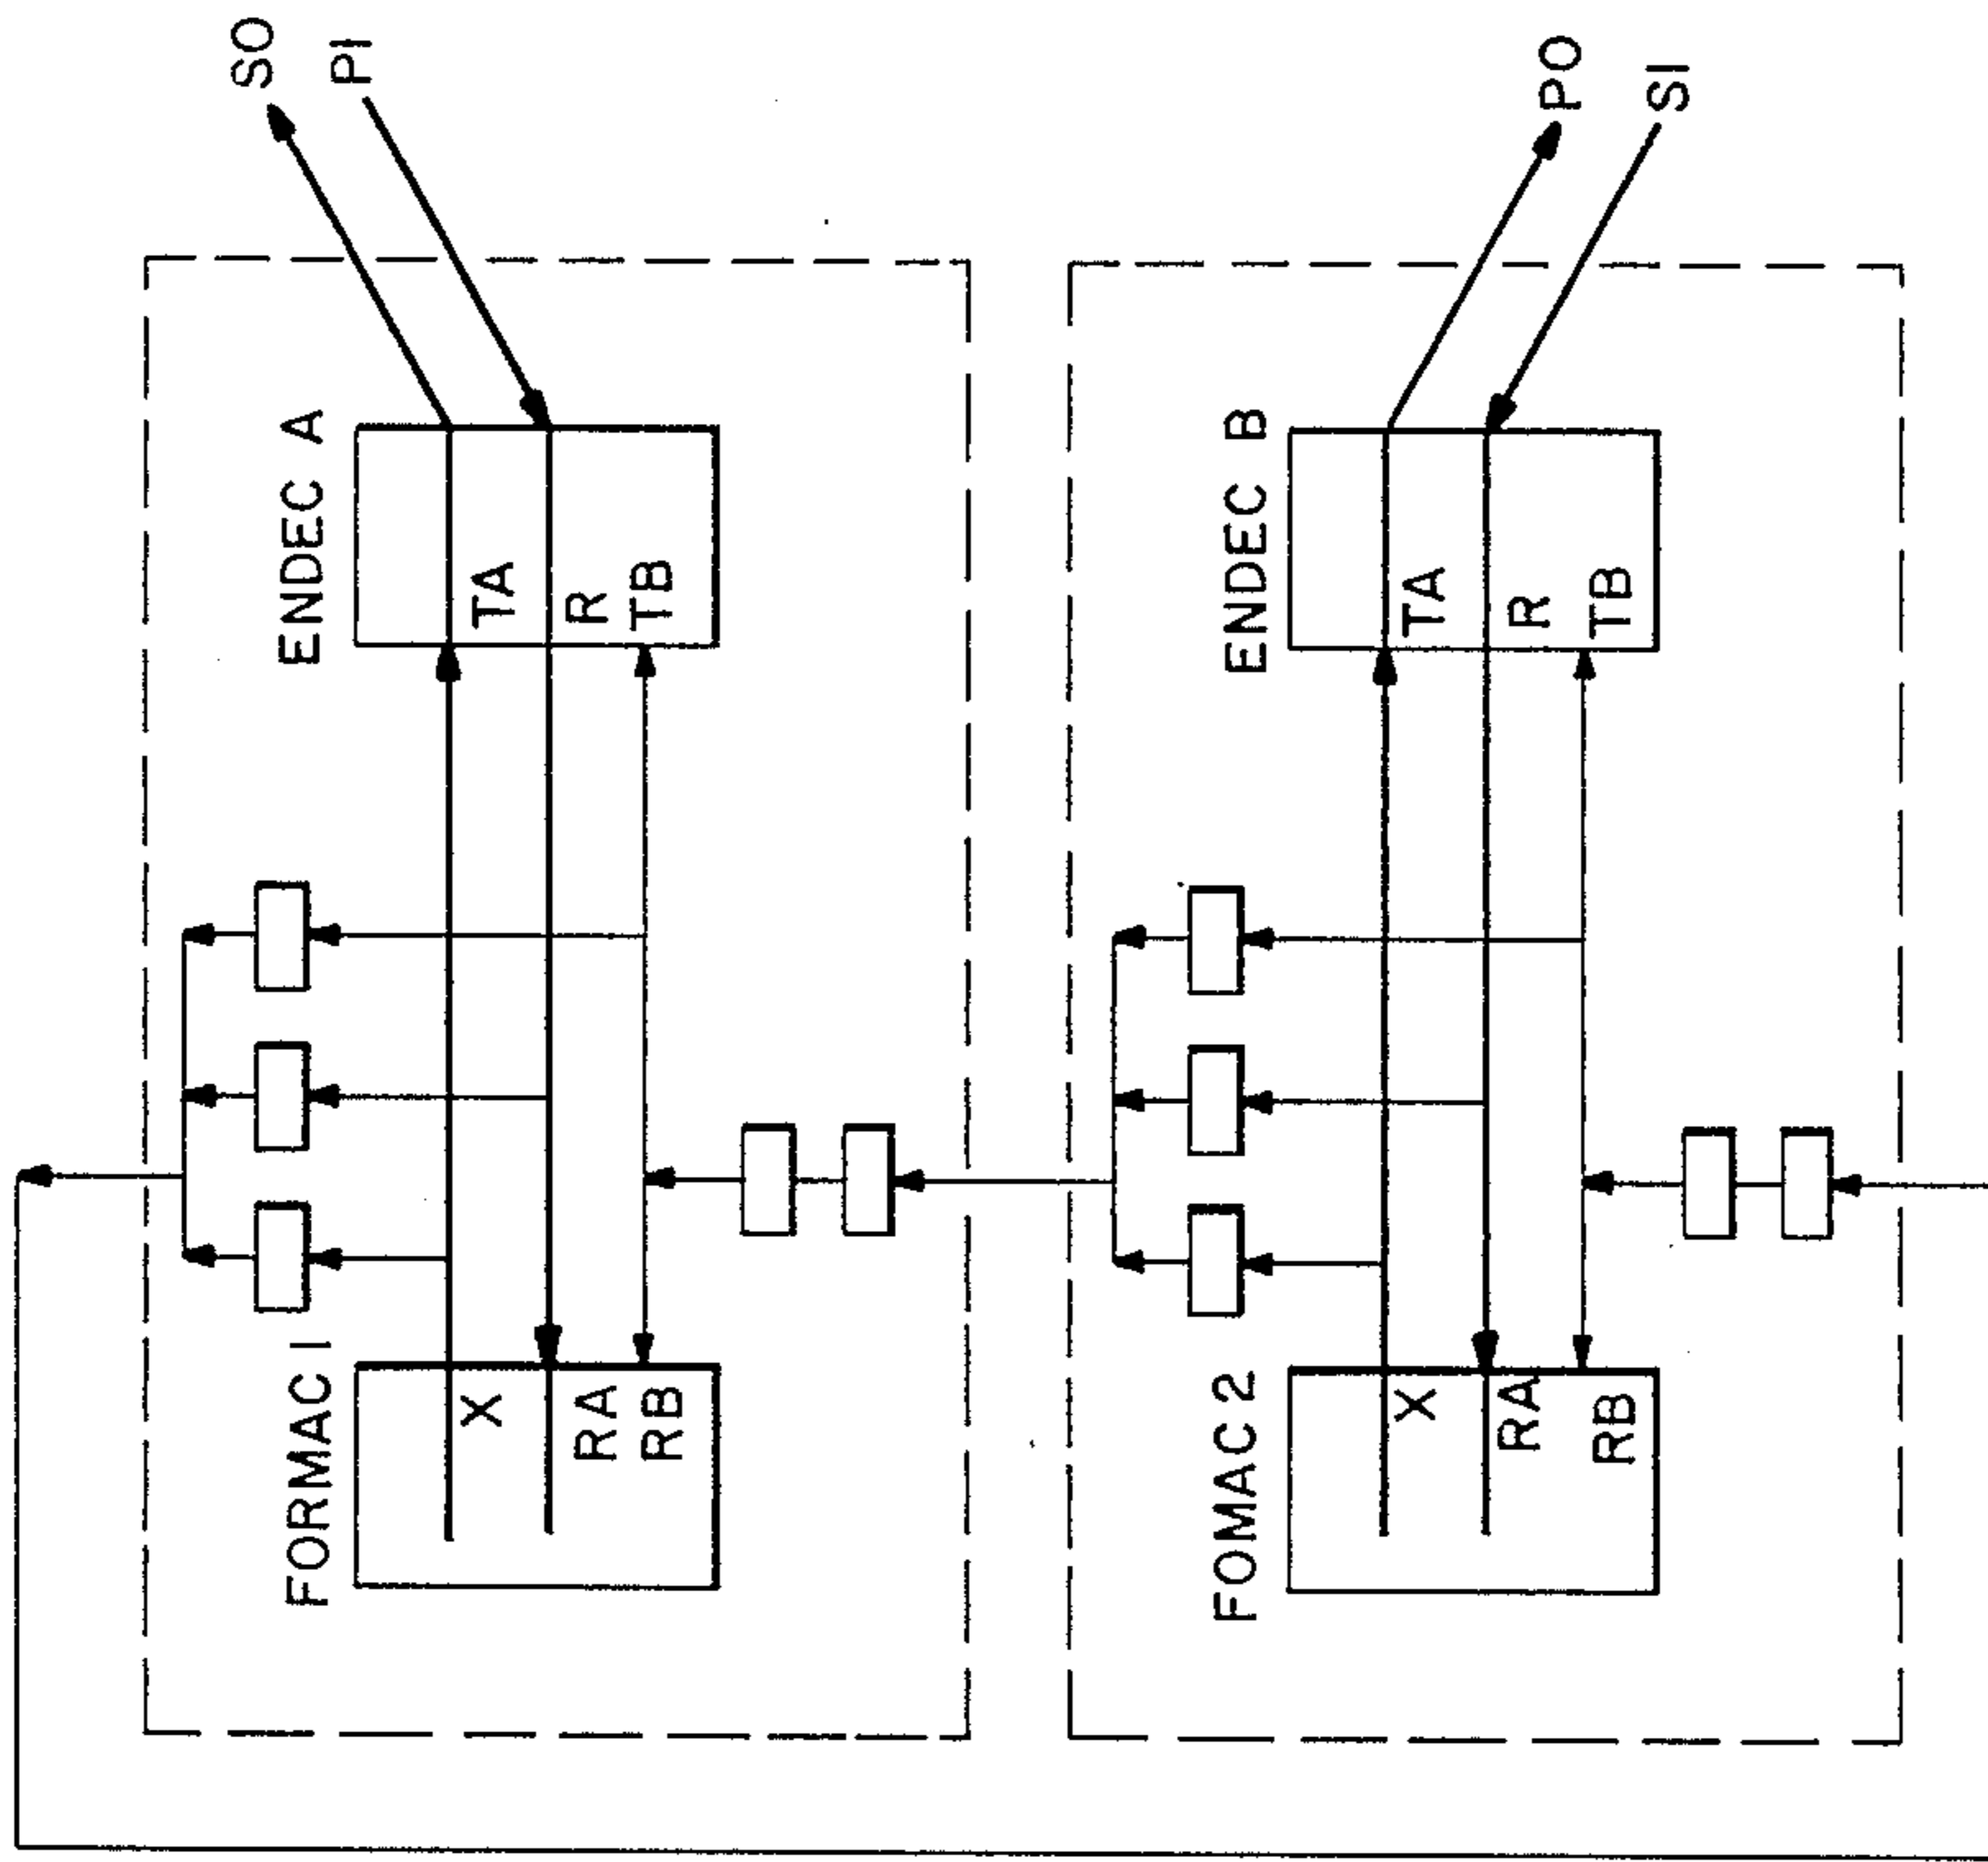 SO
PI
ENDEC A
TA
R
TB
FORMAC 1
X
RA
RB
PO
SI
ENDEC B
TA
R
TB
FOMAC 2
X
RA
RB